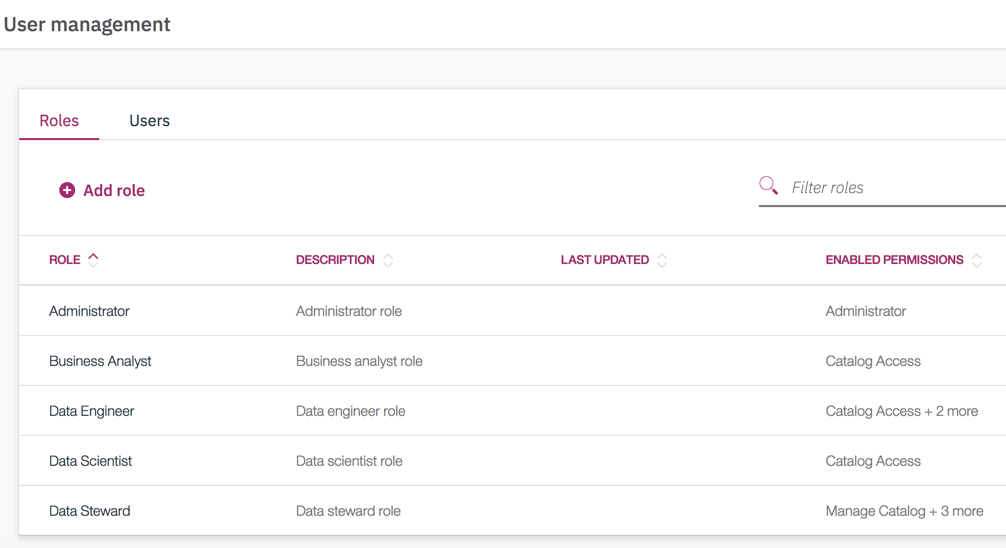 User management
Roles Users
Add role Filter roles
ROLE DESCRIPTION LAST UPDATED ENABLED PERMISSIONS
Administrator Administrator role Administrator
Business Analyst Business analyst role Catalog Access
Data Engineer Data engineer role Catalog Access + 2 more
Data Scientist Data scientist role Catalog Access
Data Steward Data steward role Manage Catalog + 3 more